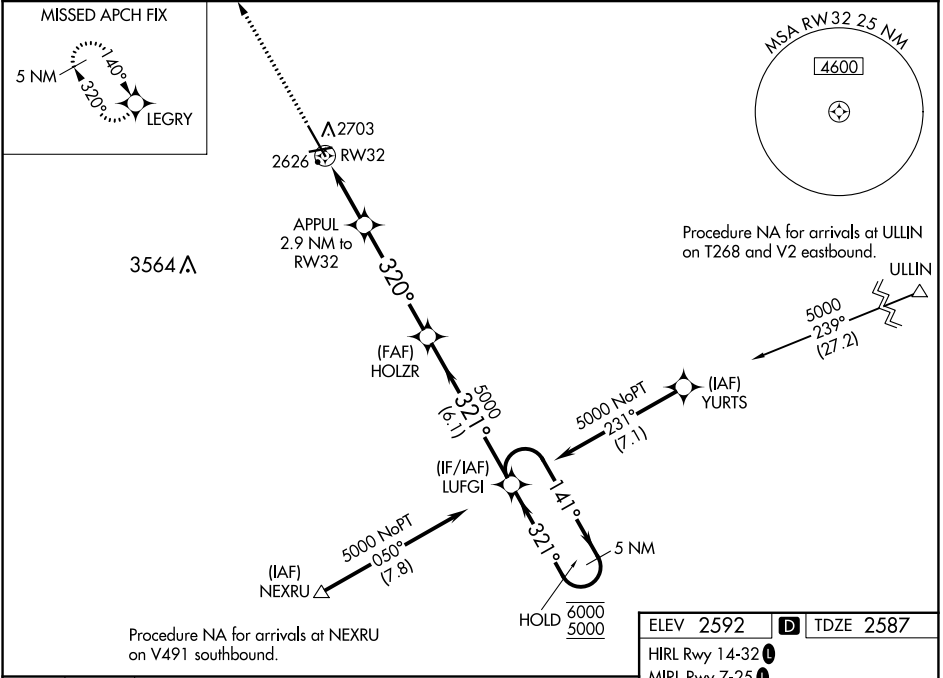 MISSED APCH FIX
5 NM
140°
320°
LEGRY
2703
2626
RW32
MSA RW32 25 NM
4600
APPUL
2.9 NM to
RW32
3564
320°
Procedure NA for arrivals at ULLIN
on T268 and V2 eastbound.
ULLIN
5000
239°
(27.2)
(FAF)
HOLZR
5000
321°
(6.1)
(IAF)
YURTS
5000 NoPT
231°
(7.1)
(IF/IAF)
LUFGI
141°
321°
5 NM
5000 NoPT
050°
(7.8)
(IAF)
NEXRU
HOLD
6000
5000
Procedure NA for arrivals at NEXRU
on V491 southbound.
ELEV 2592 D TDZE 2587
HIRL Rwy 14-32 L
MIRL Rwy 7-25 L